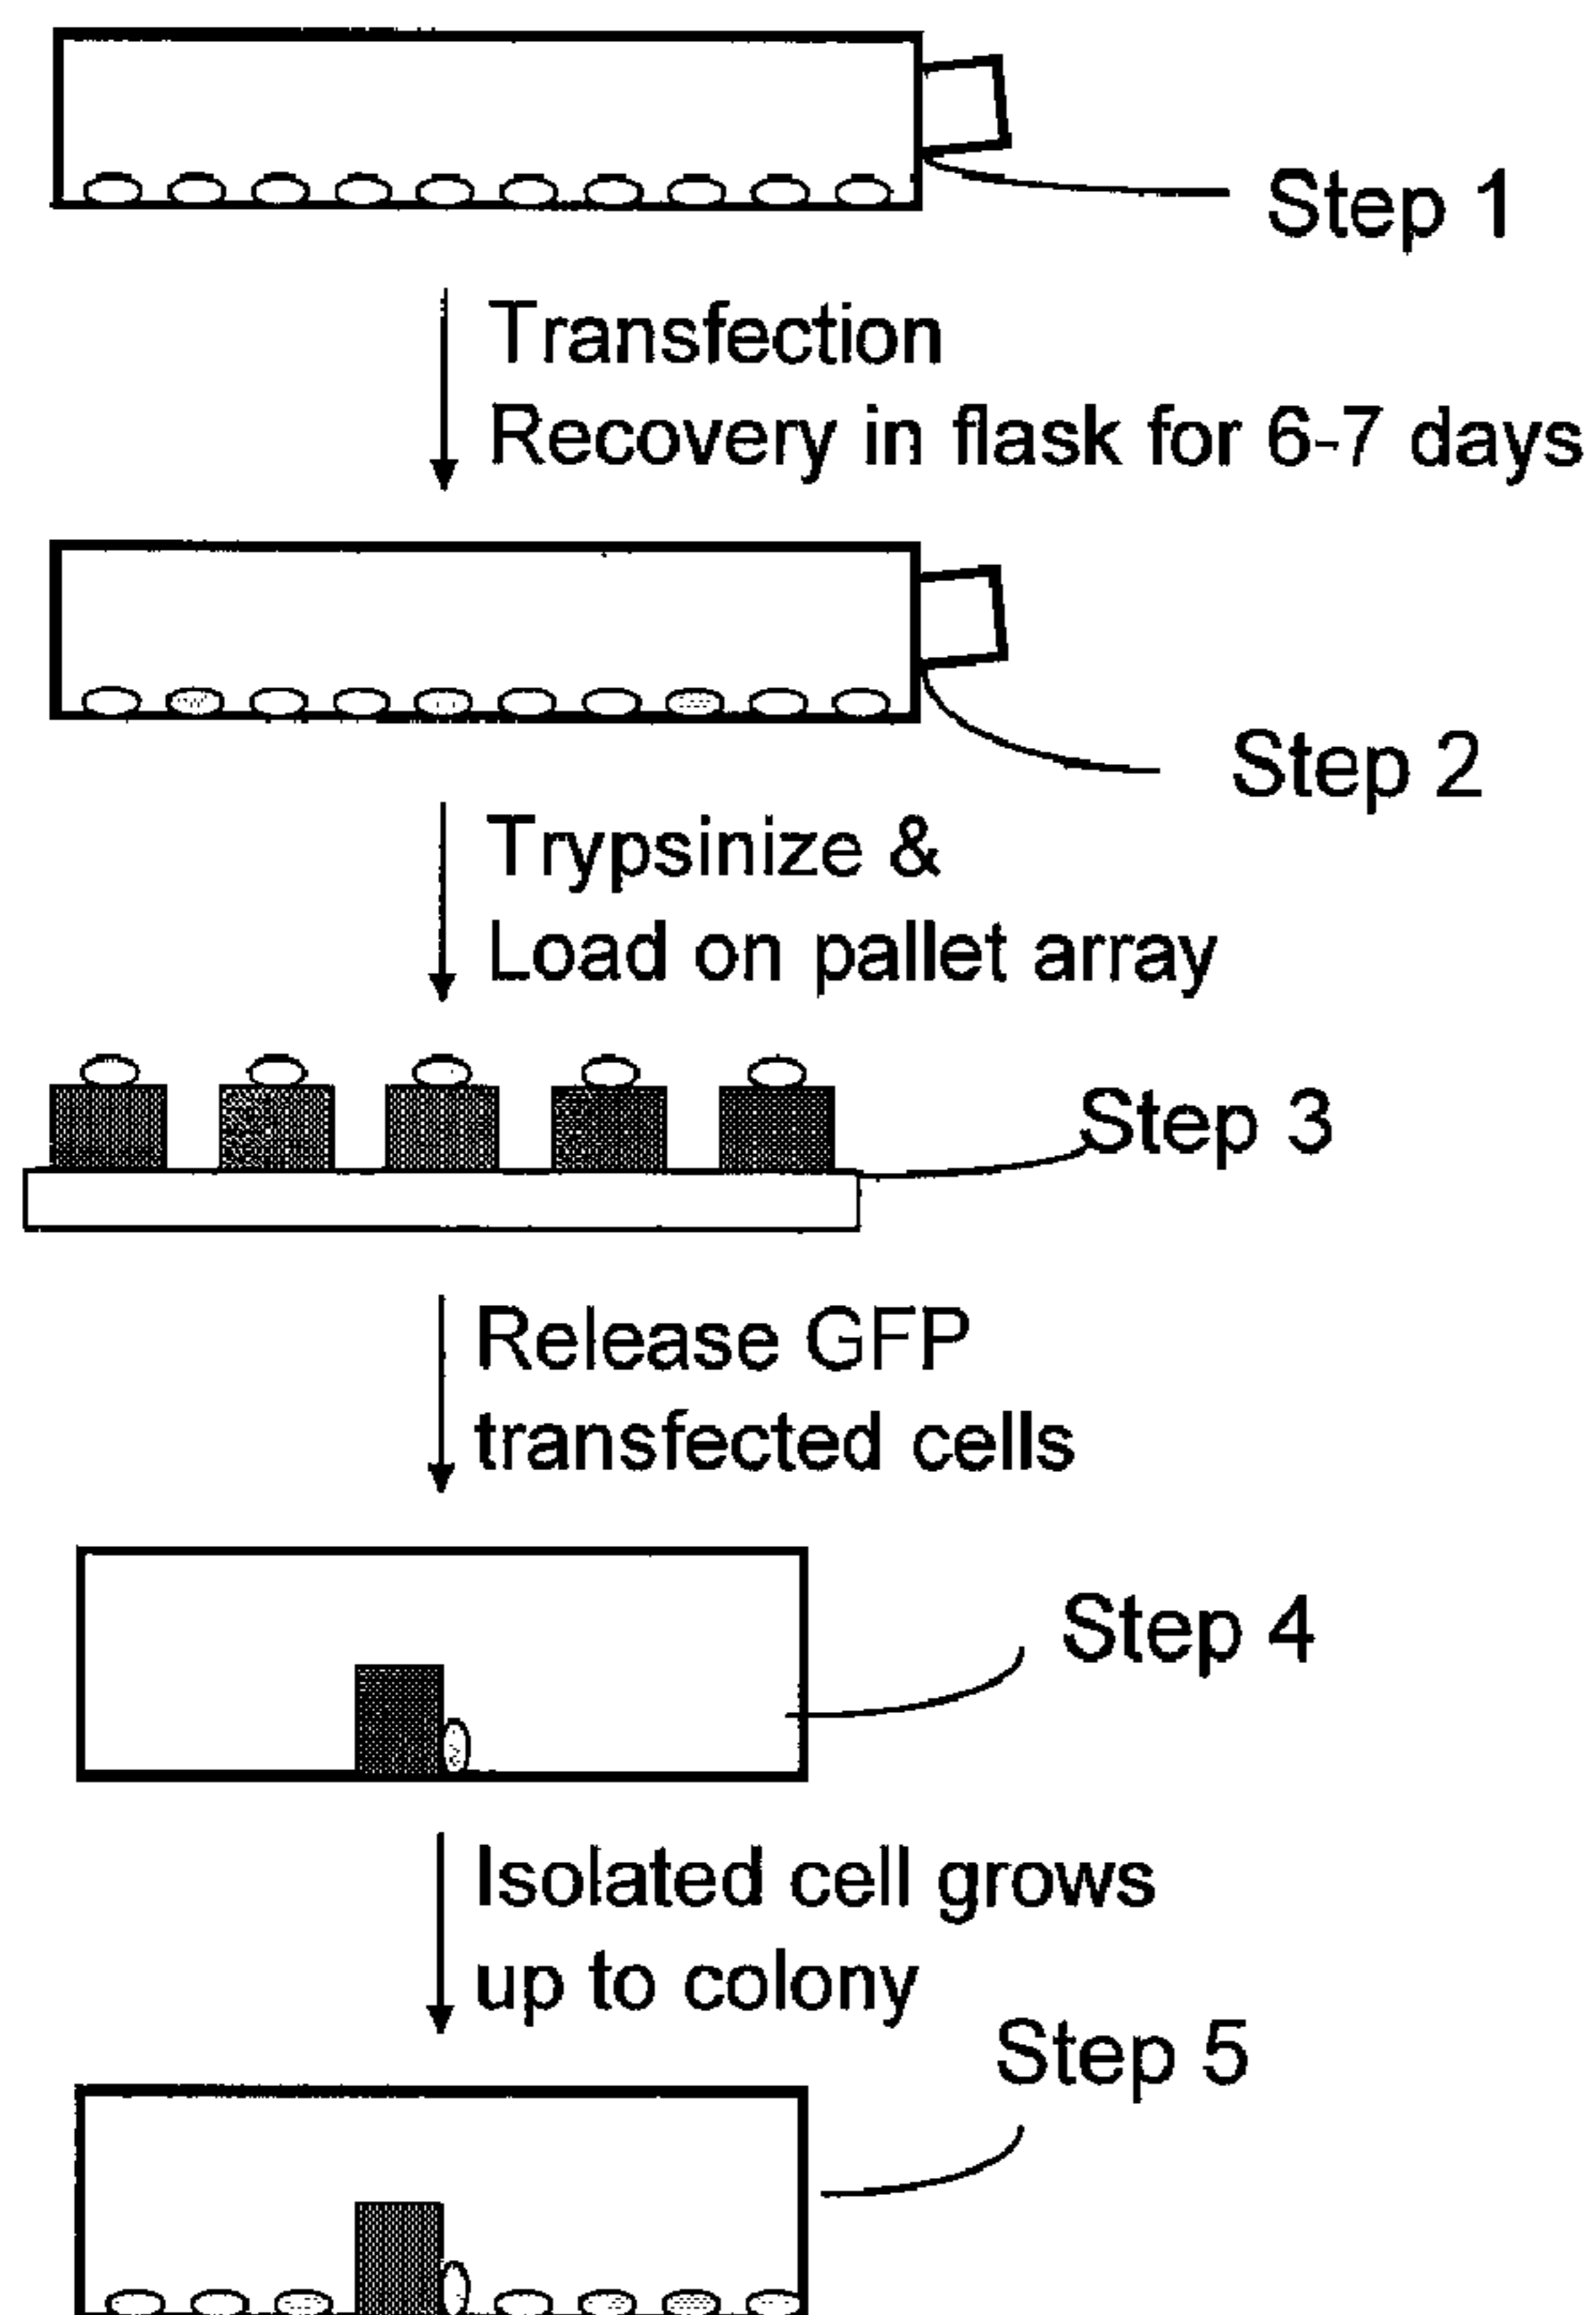 Step 1
Transfection
Recovery in flask for 6-7 days
Step 2
Trypsinize &
Load on pallet array
Step 3
Release GFP
transfected cells
Step 4
Isolated cell grows
up to colony
Step 5